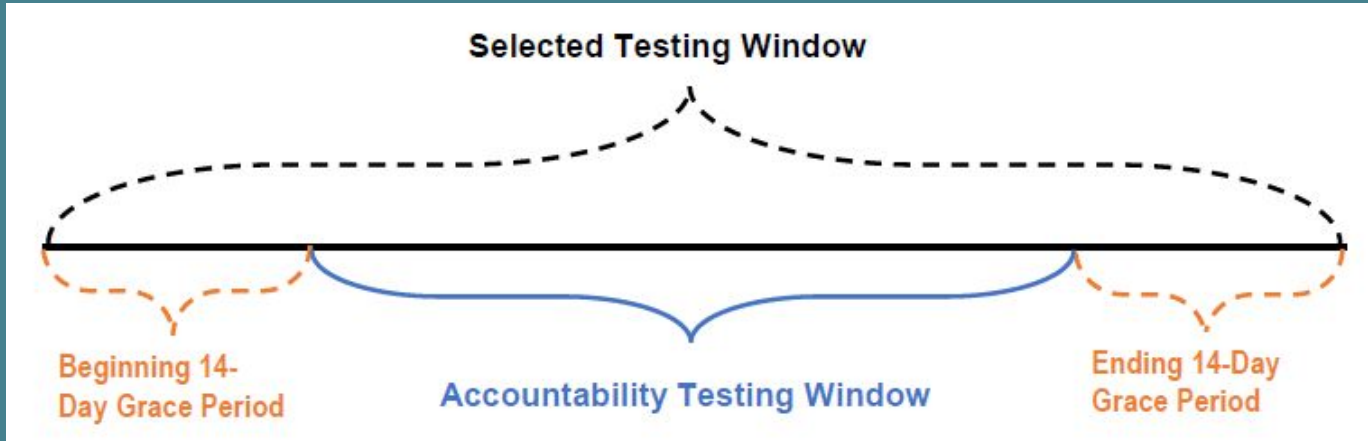 Selected Testing Window
Beginning 14-
Day Grace Period
Accountability Testing Window
Ending 14-Day
Grace Period